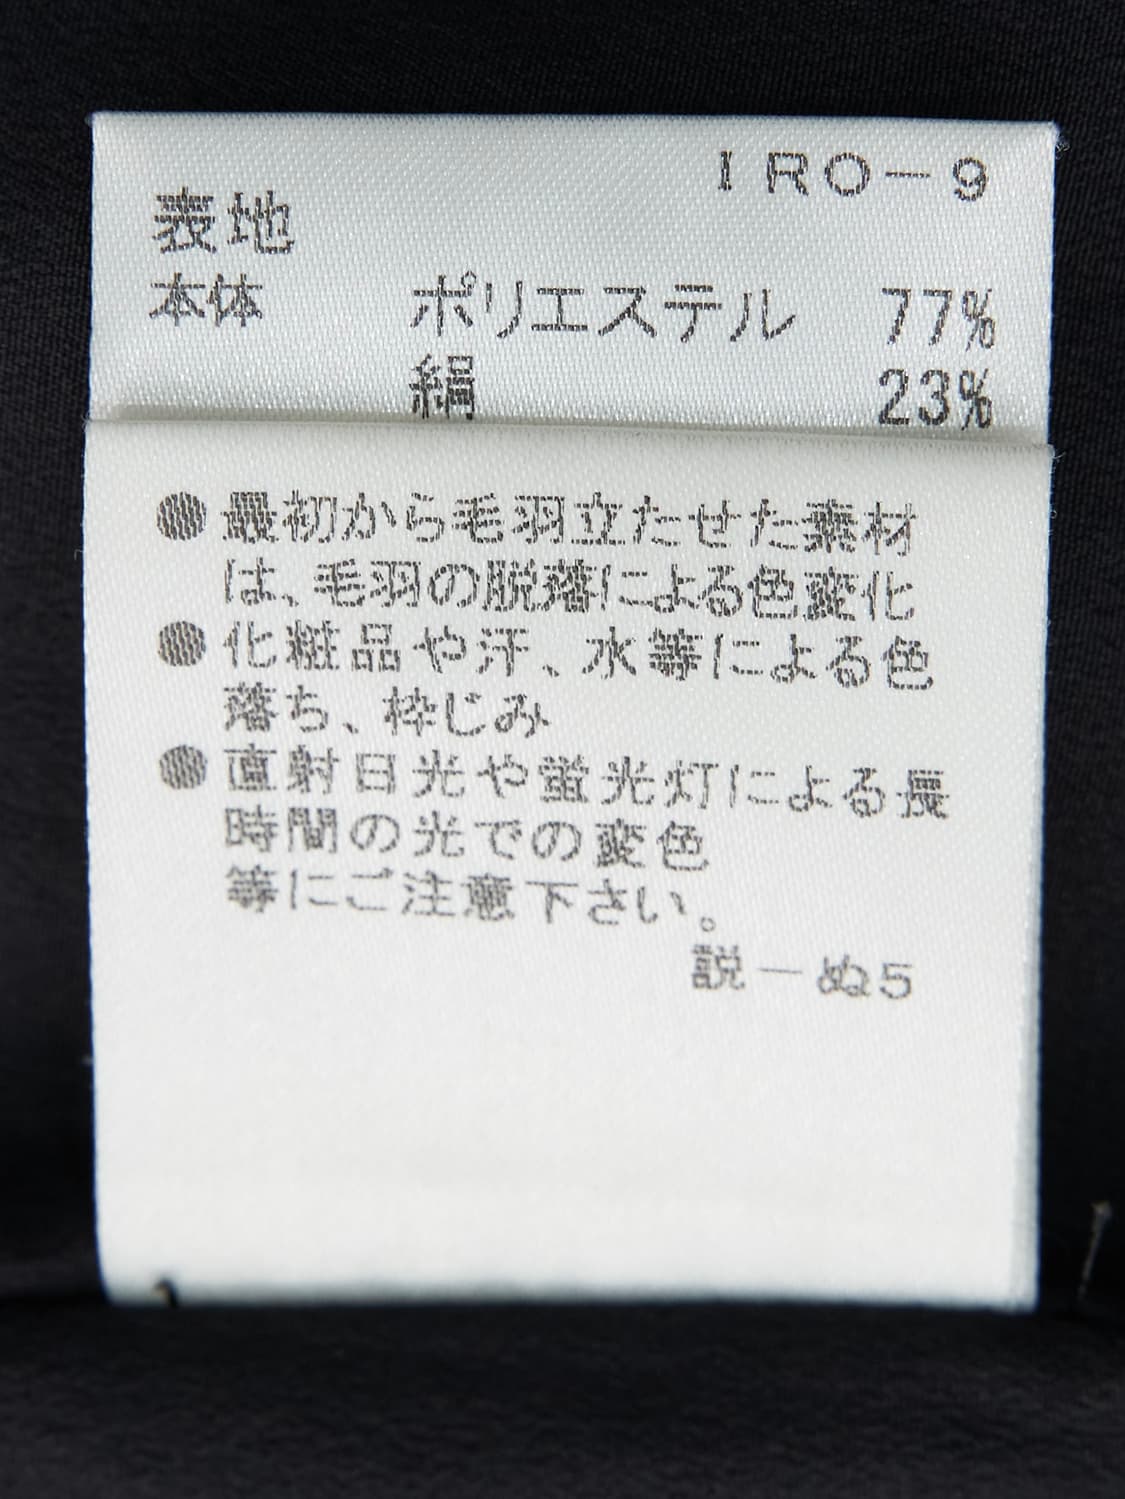 IRO-9
表地
本体 ポリエステル 77%
絹 23%
●最初から毛羽立たせた素材
は、毛羽の脱落による色変化
●化粧品や汗、水等による色
落ち、枠じみ
●直射日光や蛍光灯による長
時間の光での変色
等にご注意下さい。
説－ぬ5